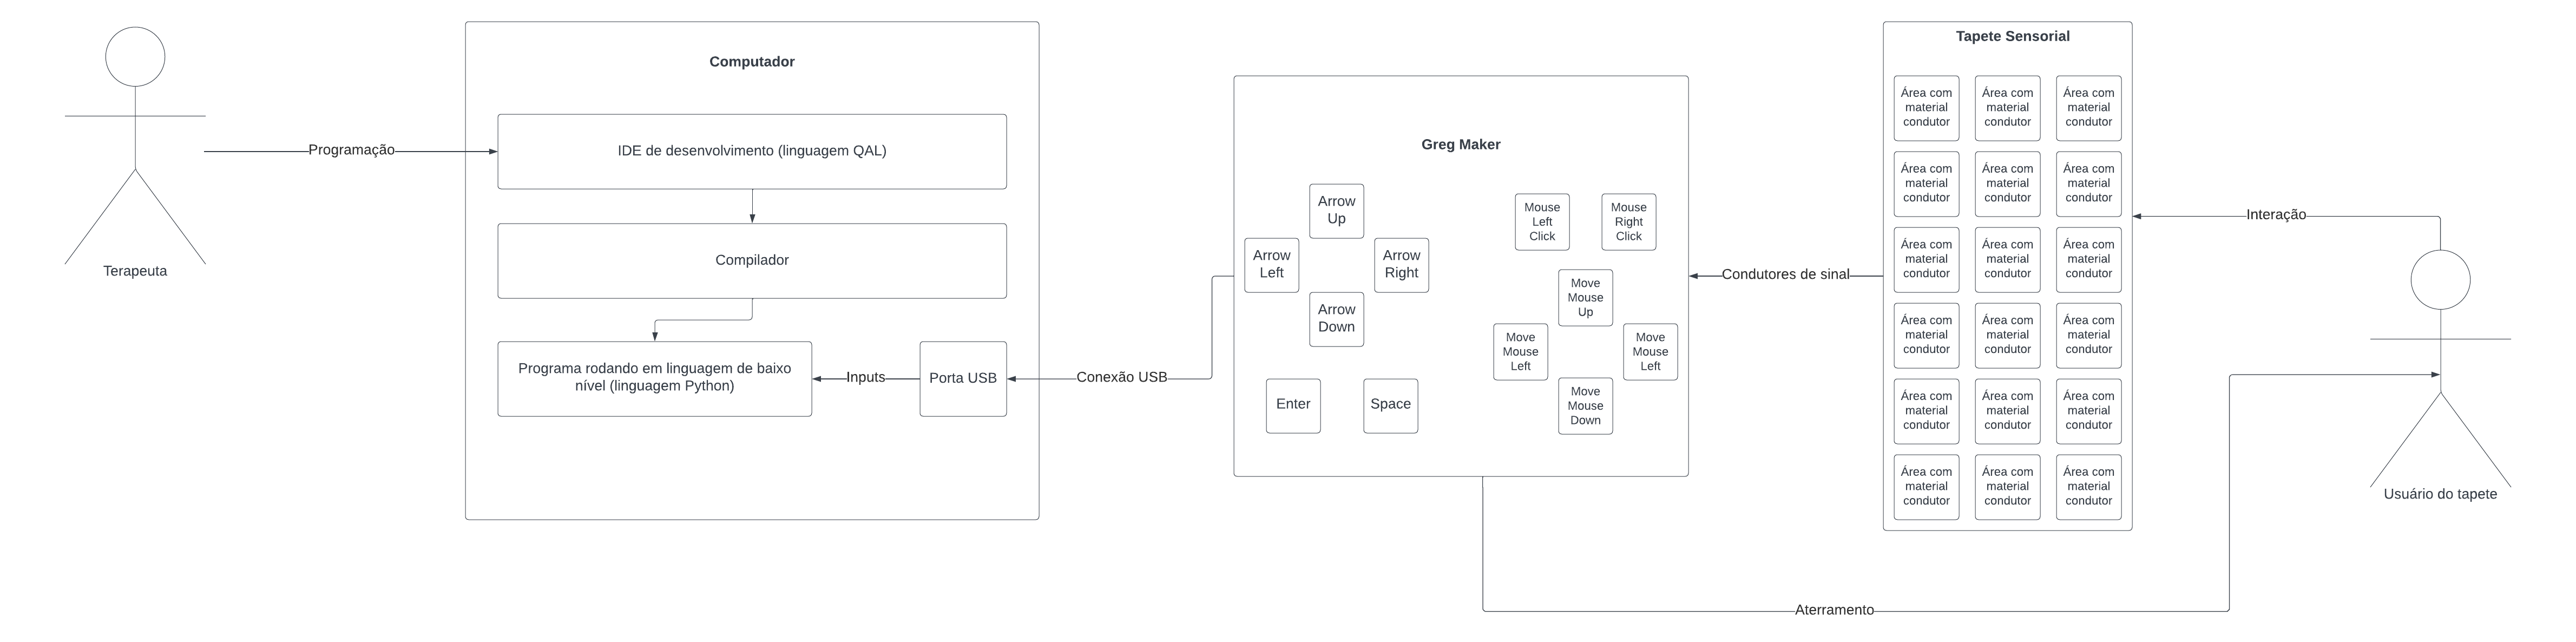 Terapeuta
Programação
Computador
IDE de desenvolvimento (linguagem QAL)
Compilador
Programa rodando em linguagem de baixo
nível (linguagem Python)
Inputs
Porta USB
Conexão USB
Greg Maker
Arrow
Up
Arrow
Left
Arrow
Right
Arrow
Down
Enter
Space
Mouse
Left
Click
Mouse
Right
Click
Move
Mouse
Up
Move
Mouse
Left
Move
Mouse
Left
Move
Mouse
Down
Condutores de sinal
Tapete Sensorial
Área com
material
condutor
Área com
material
condutor
Área com
material
condutor
Área com
material
condutor
Área com
material
condutor
Área com
material
condutor
Área com
material
condutor
Área com
material
condutor
Área com
material
condutor
Área com
material
condutor
Área com
material
condutor
Área com
material
condutor
Área com
material
condutor
Área com
material
condutor
Área com
material
condutor
Área com
material
condutor
Área com
material
condutor
Área com
material
condutor
Interação
Usuário do tapete
Aterramento